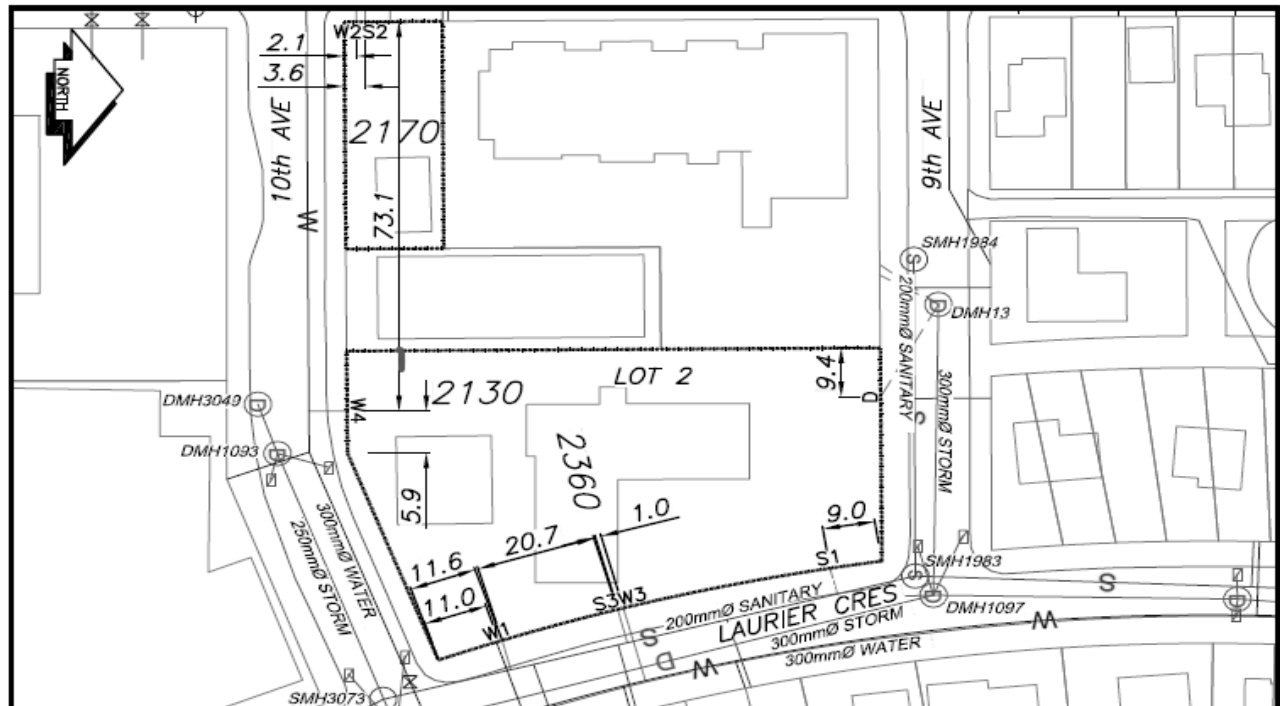 W2S2
2.1
3.6
NORTH
10th AVE
W
2170
73.1
9th AVE
SMH1984
S
200mmØ SANITARY
D
DMH13
300mmØ STORM
LOT 2
9.4
D
S
2130
W4
DMH3049
D
DMH1093
D
5.9
2360
1.0
20.7
9.0
11.6
11.0
S1
S3W3
W1
300mmØ WATER
250mmØ STORM
SMH1983
S
DMH1097
D
S
D
W
200mmØ SANITARY
LAURIER CRES
300mmØ STORM
300mmØ WATER
S
D
W
SMH3073